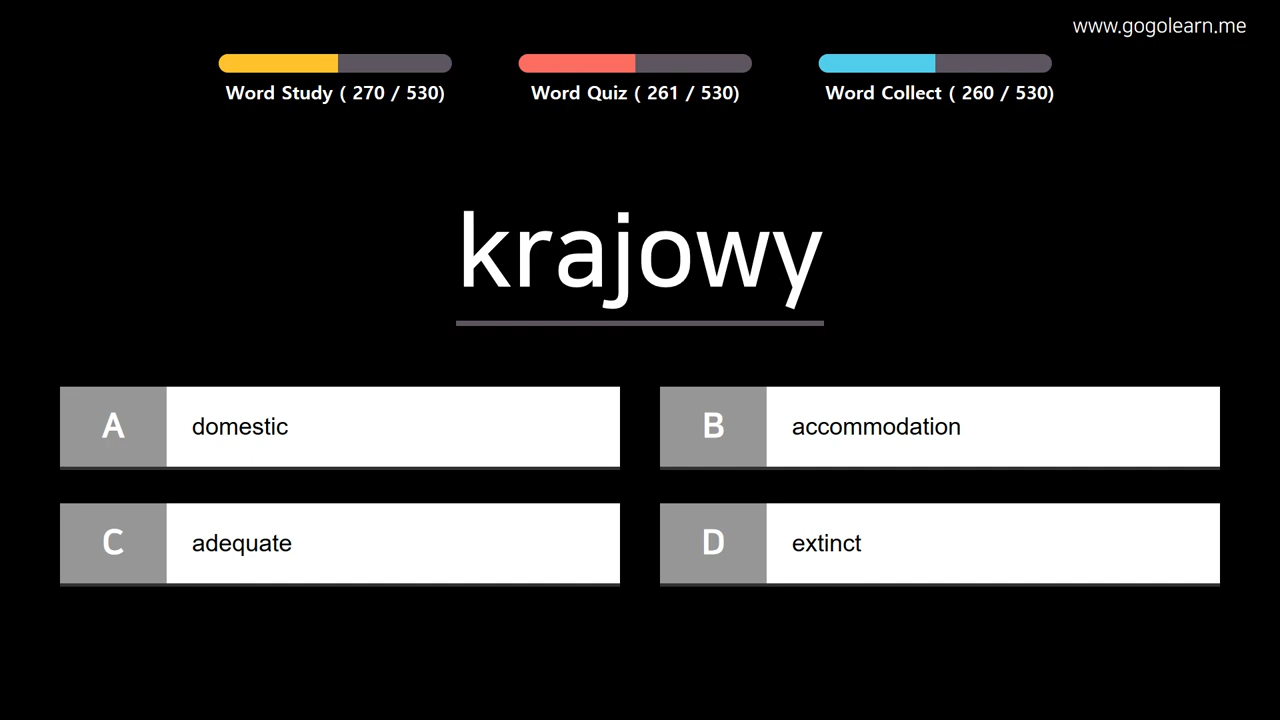 www.gogolearn.me
Word Study ( 270 / 530)
Word Quiz ( 261 / 530)
Word Collect ( 260 / 530)
krajowy
A
domestic
B
accommodation
C
adequate
D
extinct